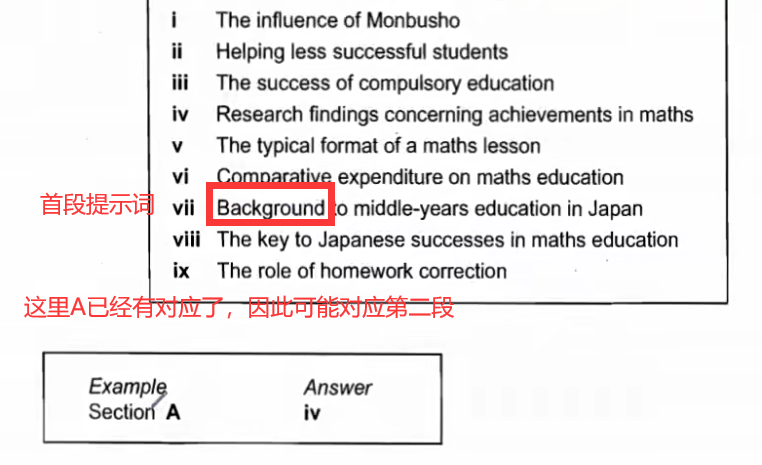 i The influence of Monbusho
ii Helping less successful students
iii The success of compulsory education
iv Research findings concerning achievements in maths
v The typical format of a maths lesson
vi Comparative expenditure on maths education
首段提示词 vii Background to middle-years education in Japan
viii The key to Japanese successes in maths education
ix The role of homework correction
这里A已经有对应了，因此可能对应第二段
Example Answer
Section A iv